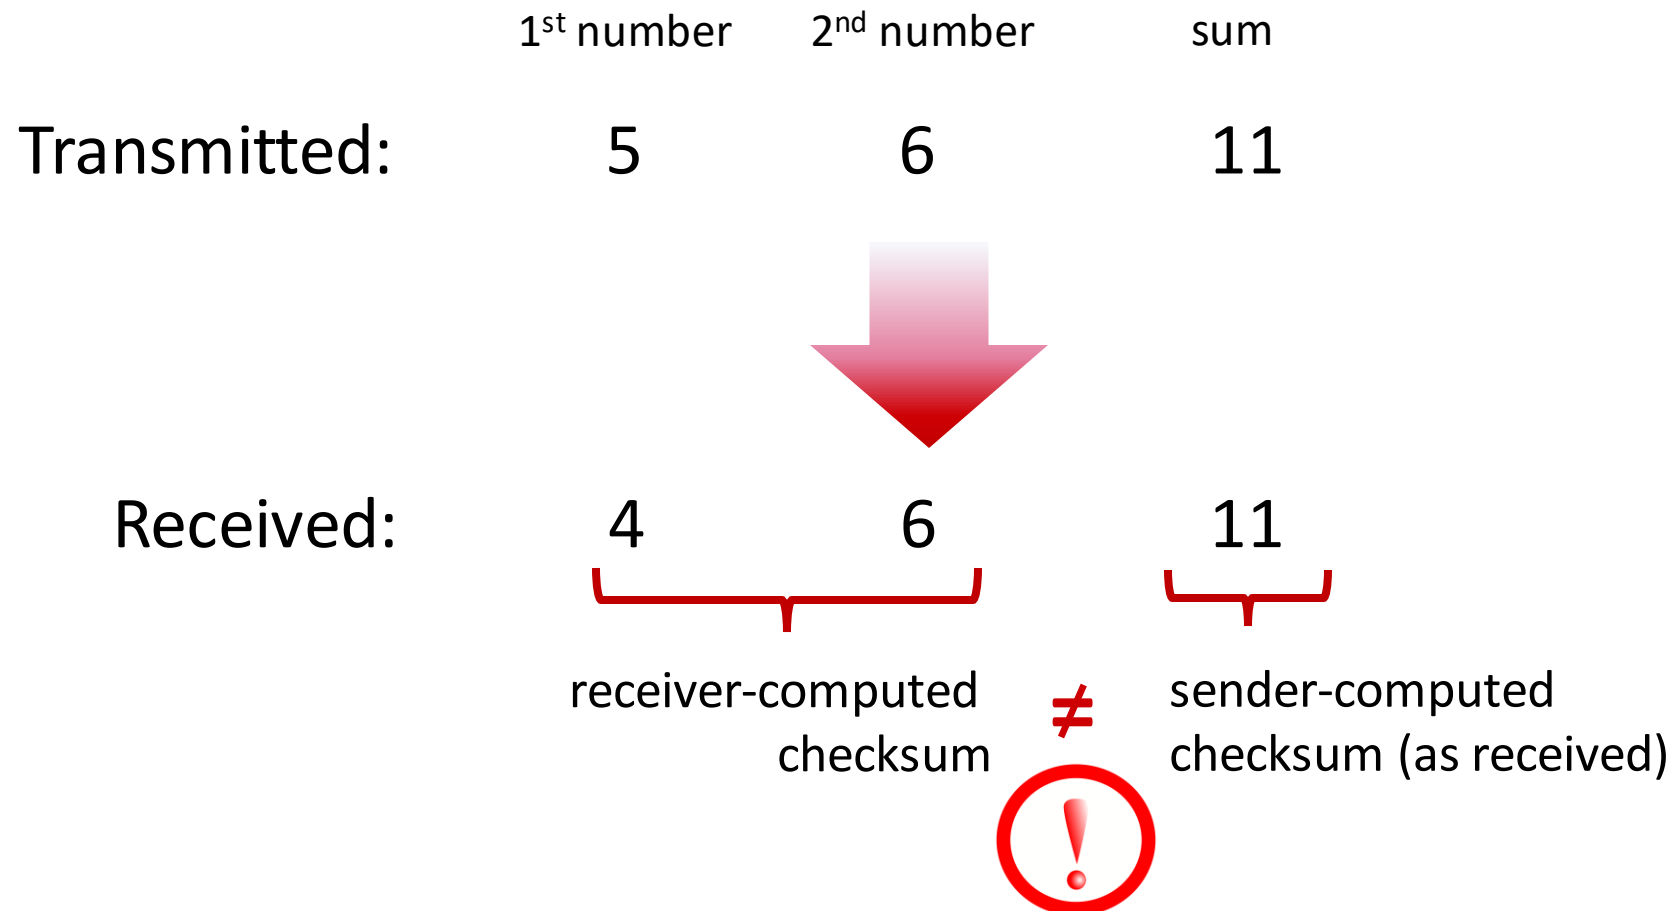 1st number 2nd number sum
Transmitted: 5 6 11
Received: 4 6 11
receiver-computed ≠ sender-computed
checksum checksum (as received)
!